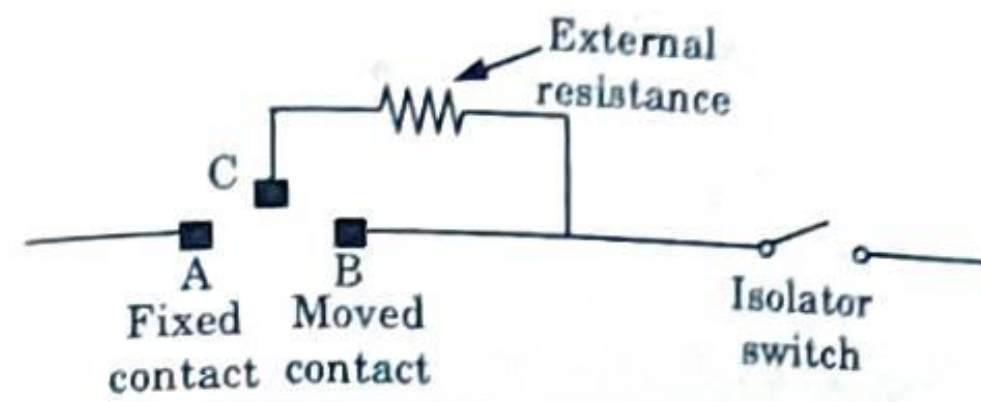 External
resistance
C
A
B
Fixed
contact
Moved
contact
Isolator
switch